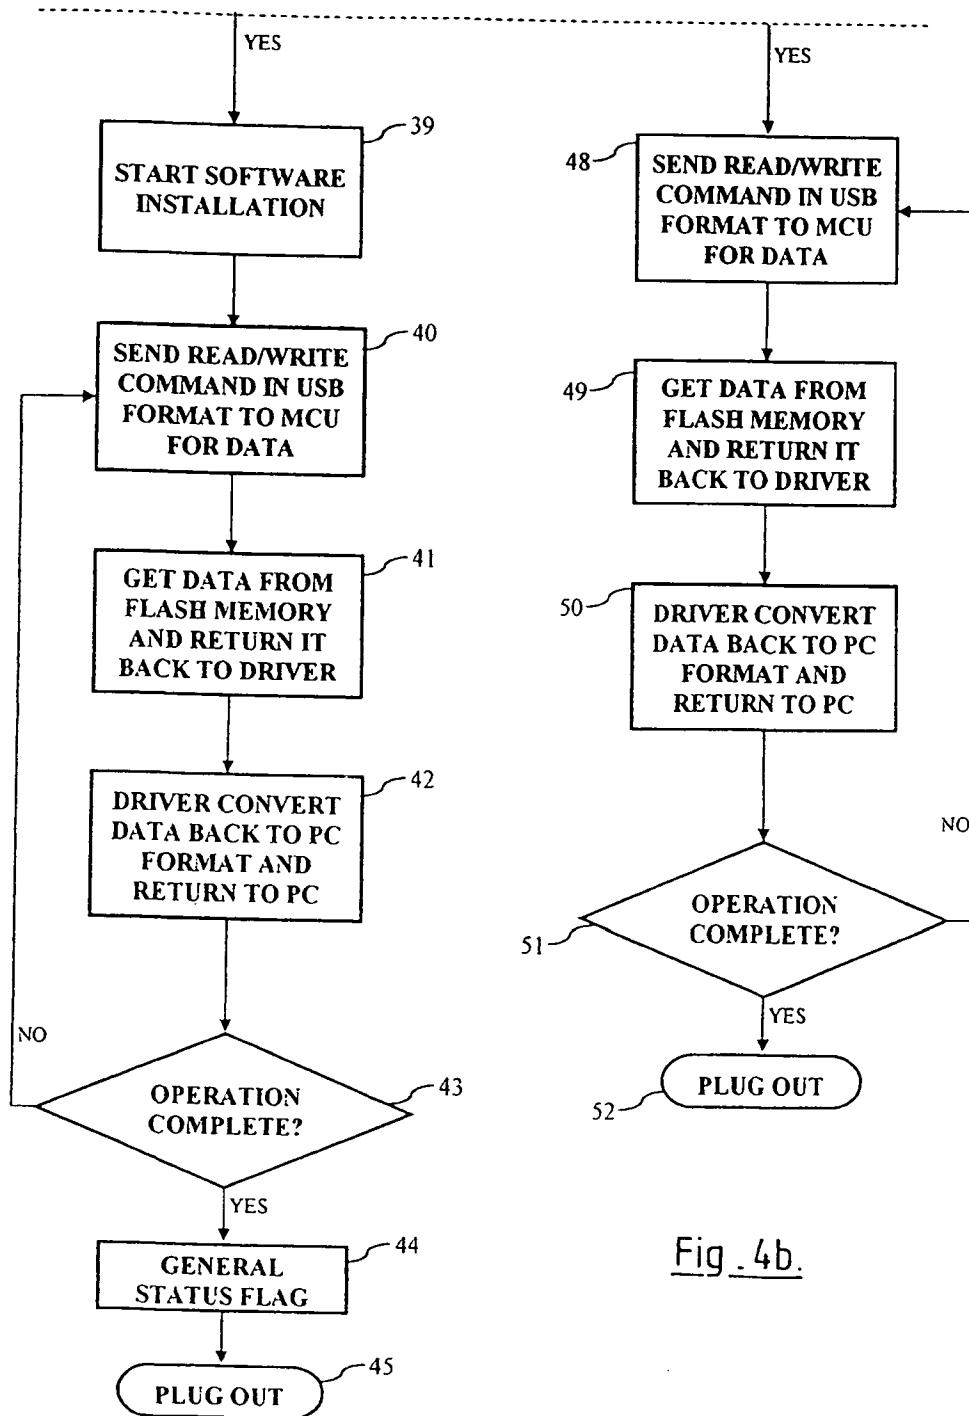 YES
39
START SOFTWARE
INSTALLATION
40
SEND READ/WRITE
COMMAND IN USB
FORMAT TO MCU
FOR DATA
41
GET DATA FROM
FLASH MEMORY
AND RETURN IT
BACK TO DRIVER
42
DRIVER CONVERT
DATA BACK TO PC
FORMAT AND
RETURN TO PC
NO
43
OPERATION
COMPLETE?
YES
44
GENERAL
STATUS FLAG
45
PLUG OUT
YES
48
SEND READ/WRITE
COMMAND IN USB
FORMAT TO MCU
FOR DATA
49
GET DATA FROM
FLASH MEMORY
AND RETURN IT
BACK TO DRIVER
50
DRIVER CONVERT
DATA BACK TO PC
FORMAT AND
RETURN TO PC
NO
51
OPERATION
COMPLETE?
YES
52
PLUG OUT
Fig. 4b.